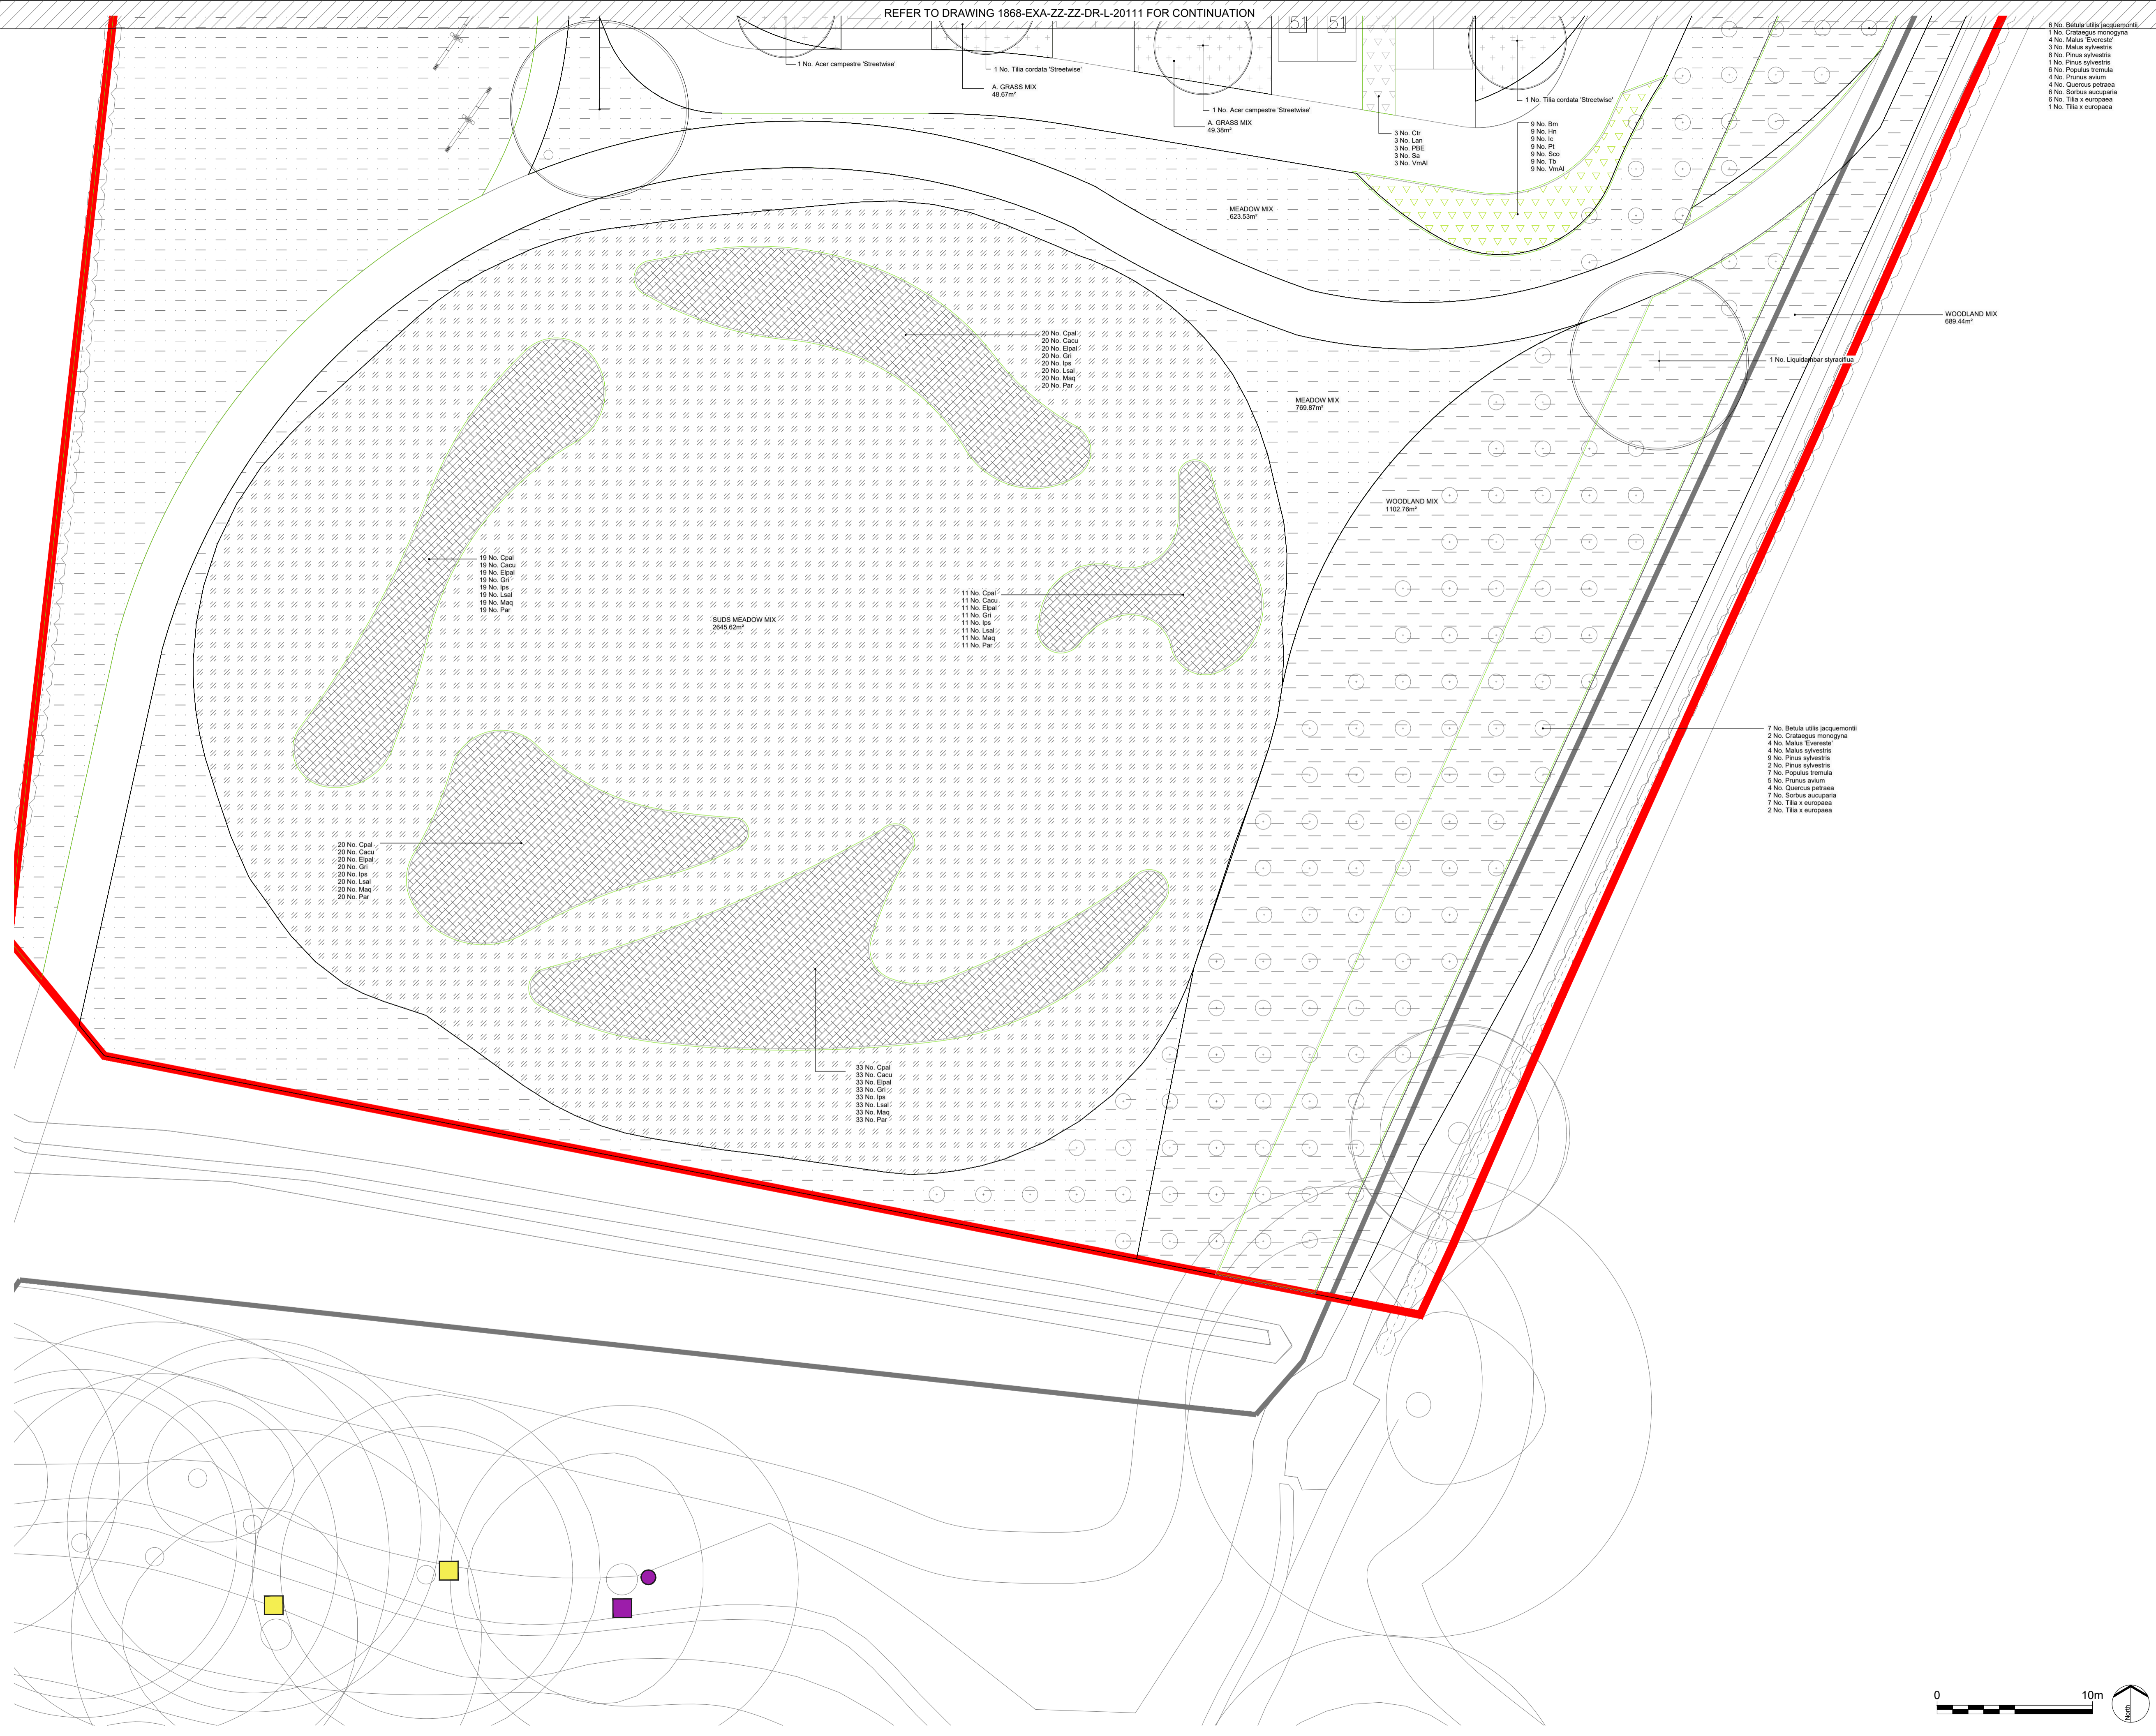 REFER TO DRAWING 1868-EXA-ZZ-ZZ-DR-L-20111 FOR CONTINUATION
51
51
6 No. Betula utilis jacquemontii
1 No. Crataegus monogyna
4 No. Malus 'Evereste'
3 No. Malus sylvestris
8 No. Pinus sylvestris
1 No. Pinus sylvestris
6 No. Populus tremula
4 No. Prunus avium
4 No. Quercus petraea
6 No. Sorbus aucuparia
6 No. Tilia x europaea
1 No. Tilia x europaea
1 No. Acer campestre 'Streetwise'
1 No. Tilia cordata 'Streetwise'
A. GRASS MIX
48.67m²
1 No. Acer campestre 'Streetwise'
A. GRASS MIX
49.38m²
1 No. Tilia cordata 'Streetwise'
3 No. Ctr
3 No. Lan
3 No. PBE
3 No. Sa
3 No. VmAl
9 No. Bm
9 No. Hn
9 No. Ic
9 No. Pt
9 No. Sco
9 No. Tb
9 No. VmAl
MEADOW MIX
623.53m²
WOODLAND MIX
689.44m²
1 No. Liquidambar styraciflua
20 No. Cpal
20 No. Cacu
20 No. Elpal
20 No. Gri
20 No. Ips
20 No. Lsal
20 No. Maq
20 No. Par
MEADOW MIX
769.87m²
WOODLAND MIX
1102.76m²
19 No. Cpal
19 No. Cacu
19 No. Elpal
19 No. Gri
19 No. Ips
19 No. Lsal
19 No. Maq
19 No. Par
11 No. Cpal
11 No. Cacu
11 No. Elpal
11 No. Gri
11 No. Ips
11 No. Lsal
11 No. Maq
11 No. Par
SUDS MEADOW MIX
2645.62m²
7 No. Betula utilis jacquemontii
2 No. Crataegus monogyna
4 No. Malus 'Evereste'
4 No. Malus sylvestris
9 No. Pinus sylvestris
2 No. Pinus sylvestris
7 No. Populus tremula
5 No. Prunus avium
4 No. Quercus petraea
7 No. Sorbus aucuparia
7 No. Tilia x europaea
2 No. Tilia x europaea
20 No. Cpal
20 No. Cacu
20 No. Elpal
20 No. Gri
20 No. Ips
20 No. Lsal
20 No. Maq
20 No. Par
33 No. Cpal
33 No. Cacu
33 No. Elpal
33 No. Gri
33 No. Ips
33 No. Lsal
33 No. Maq
33 No. Par
0 10m
North